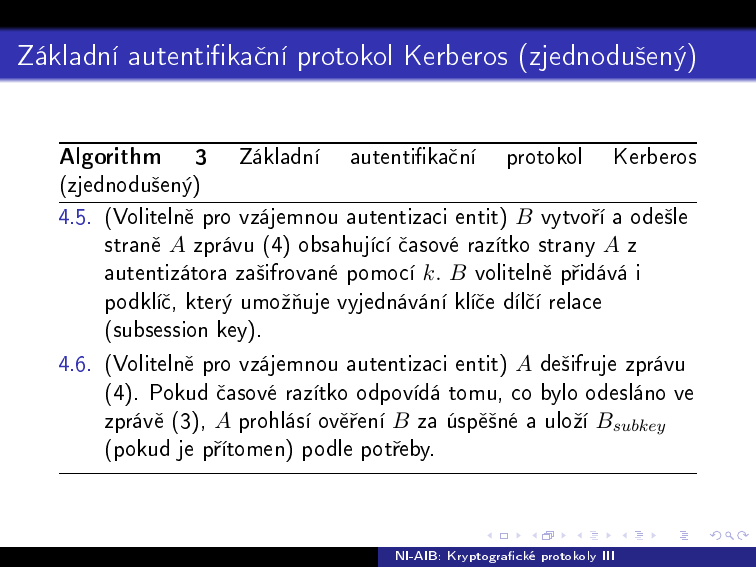 Základní autentifikační protokol Kerberos (zjednodušený)
Algorithm 3 Základní autentifikační protokol Kerberos
(zjednodušený)
4.5. (Volitelně pro vzájemnou autentizaci entit) B vytvoří a odešle
straně A zprávu (4) obsahující časové razítko strany A z
autentizátora zašifrované pomocí k. B volitelně přidává i
podklíč, který umožňuje vyjednávání klíče dílčí relace
(subsession key).
4.6. (Volitelně pro vzájemnou autentizaci entit) A dešifruje zprávu
(4). Pokud časové razítko odpovídá tomu, co bylo odesláno ve
zprávě (3), A prohlásí ověření B za úspěšné a uloží B_subkey
(pokud je přítomen) podle potřeby.
NI-AIB: Kryptografické protokoly III